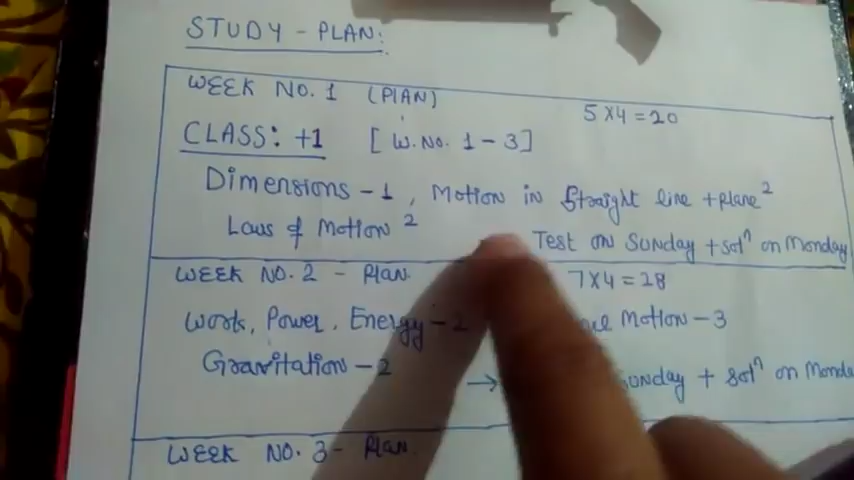 STUDY - PLAN:
WEEK NO. 1 (PLAN)
5 X 4 = 20
CLASS: +1 [W. No. 1 - 3]
Dimensions - 1, Motion in Straight line + plane 2
Laws of Motion 2
Test on Sunday + solⁿ on Monday
WEEK NO. 2 - Plan
7 X 4 = 28
Work, Power, Energy - 2
Motion - 3
Gravitation - 2
→ + solⁿ on
WEEK NO. 3 - Plan